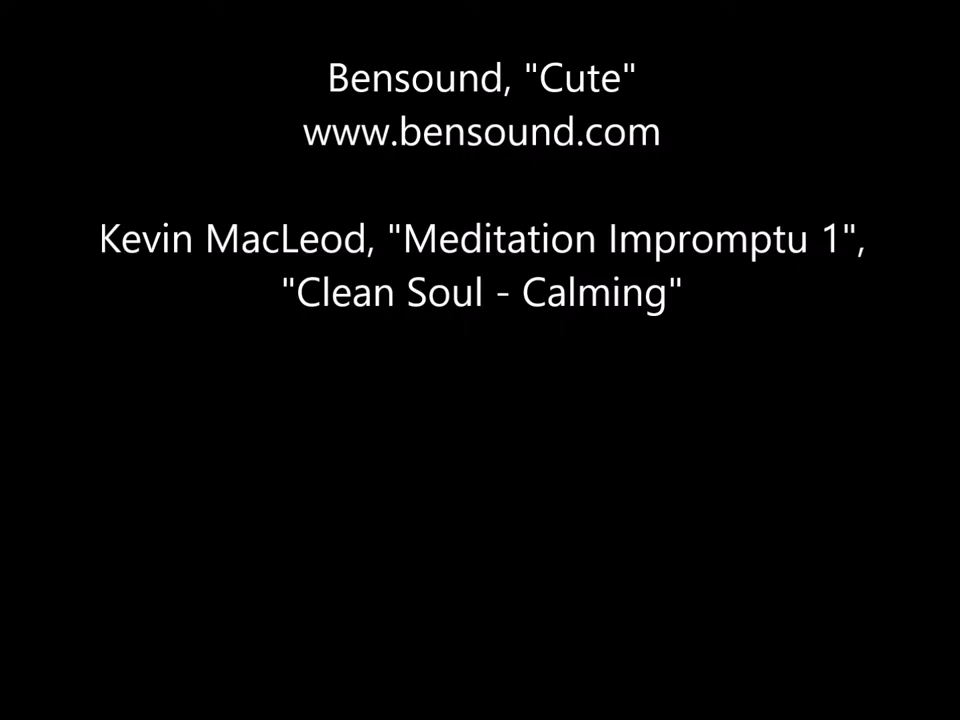 Bensound, "Cute"
www.bensound.com
Kevin MacLeod, "Meditation Impromptu 1",
"Clean Soul - Calming"